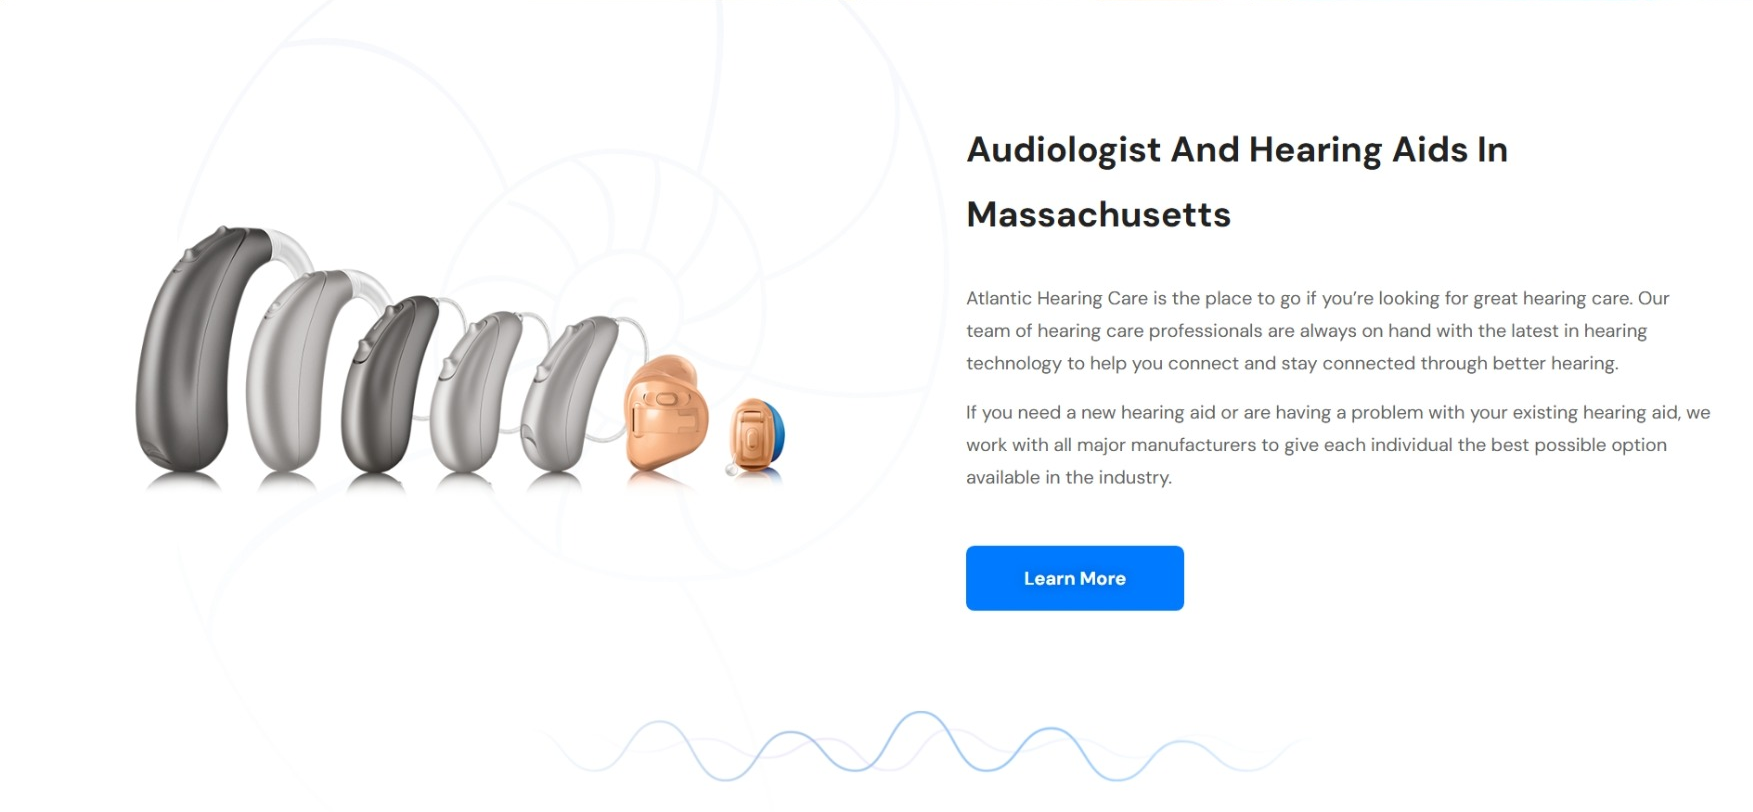 Audiologist And Hearing Aids In
Massachusetts
Atlantic Hearing Care is the place to go if you’re looking for great hearing care. Our
team of hearing care professionals are always on hand with the latest in hearing
technology to help you connect and stay connected through better hearing.
If you need a new hearing aid or are having a problem with your existing hearing aid, we
work with all major manufacturers to give each individual the best possible option
available in the industry.
Learn More